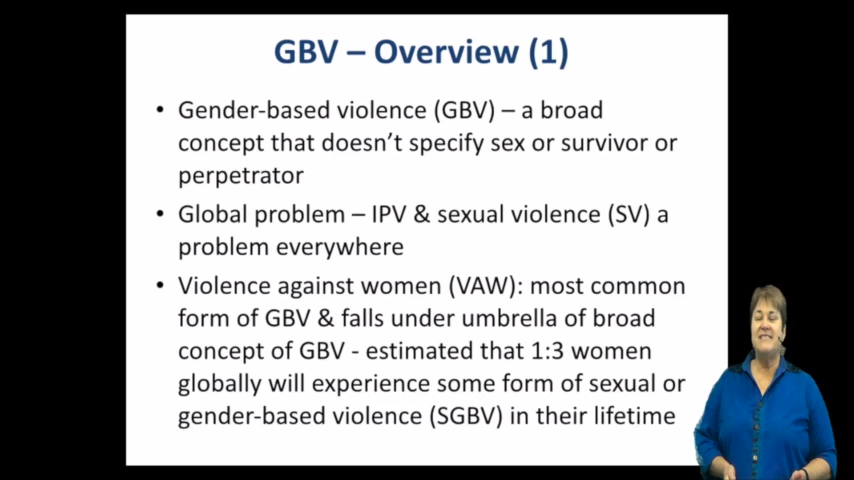 GBV – Overview (1)
• Gender-based violence (GBV) – a broad
concept that doesn't specify sex or survivor or
perpetrator
• Global problem – IPV & sexual violence (SV) a
problem everywhere
• Violence against women (VAW): most common
form of GBV & falls under umbrella of broad
concept of GBV - estimated that 1:3 women
globally will experience some form of sexual or
gender-based violence (SGBV) in their lifetime